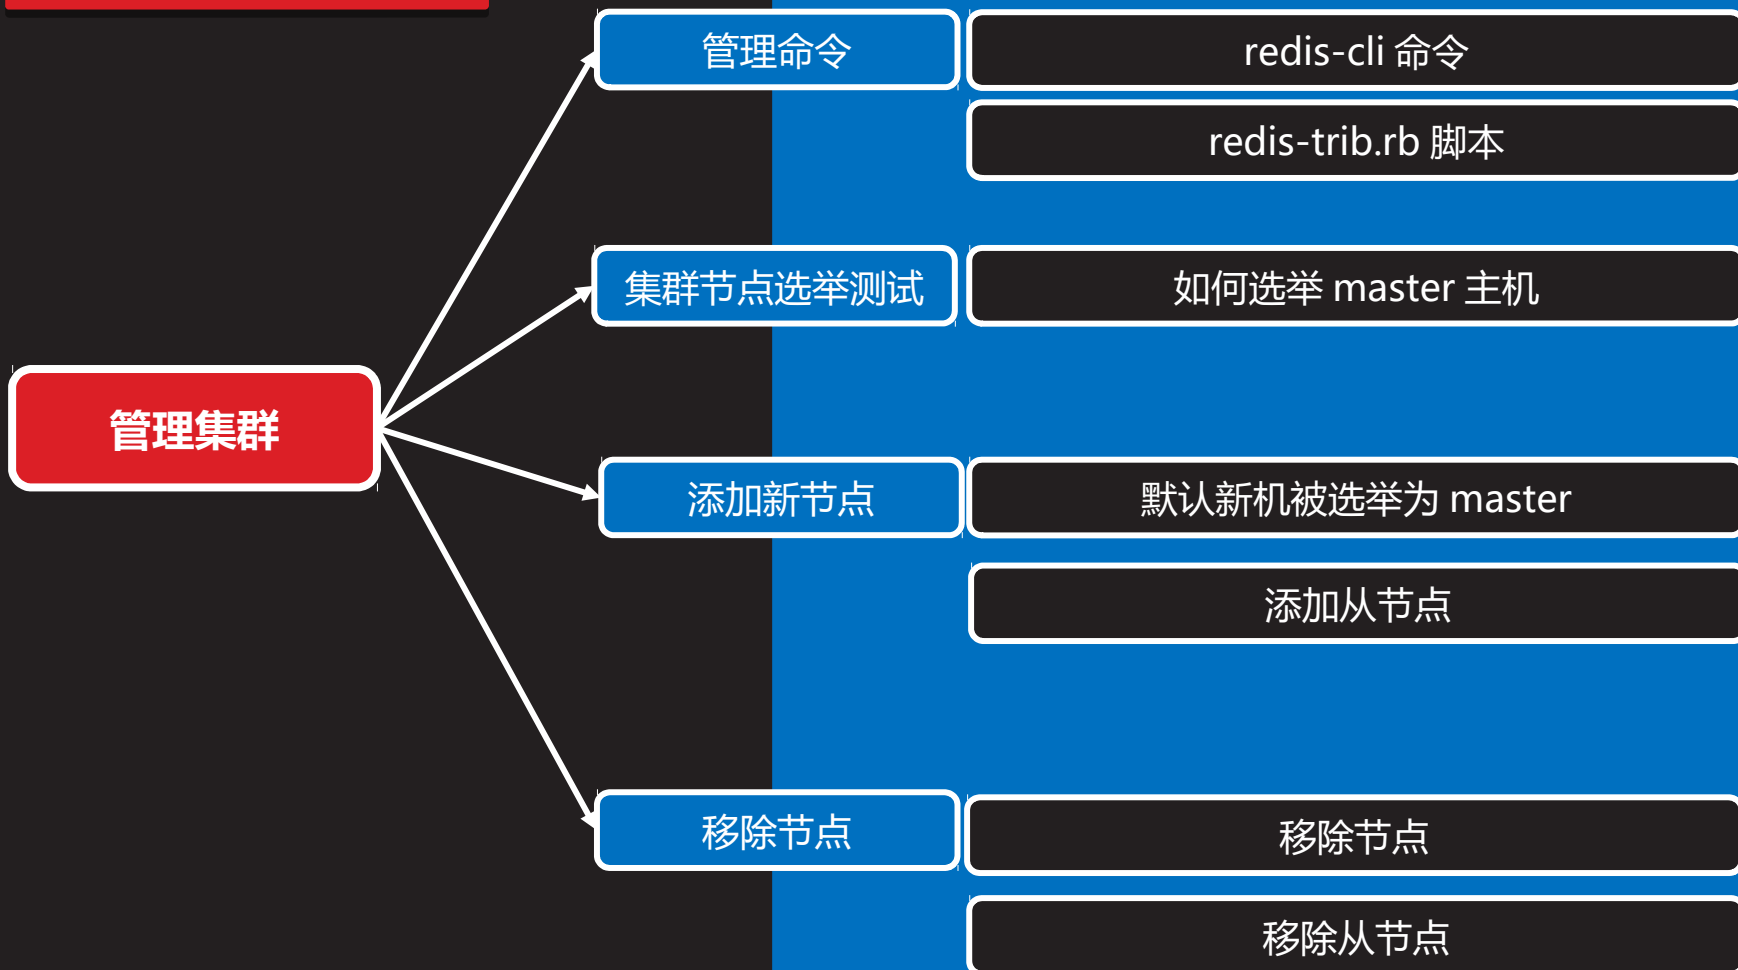 管理命令
redis-cli 命令
redis-trib.rb 脚本
集群节点选举测试
如何选举 master 主机
管理集群
添加新节点
默认新机被选举为 master
添加从节点
移除节点
移除节点
移除从节点